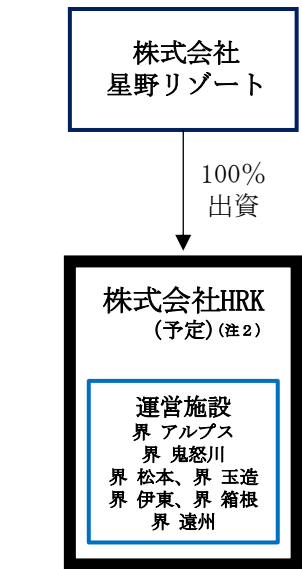 株式会社
星野リゾート
100%
出資
株式会社HRK
(予定)(注2)
運営施設
界 アルプス
界 鬼怒川
界 松本、界 玉造
界 伊東、界 箱根
界 遠州